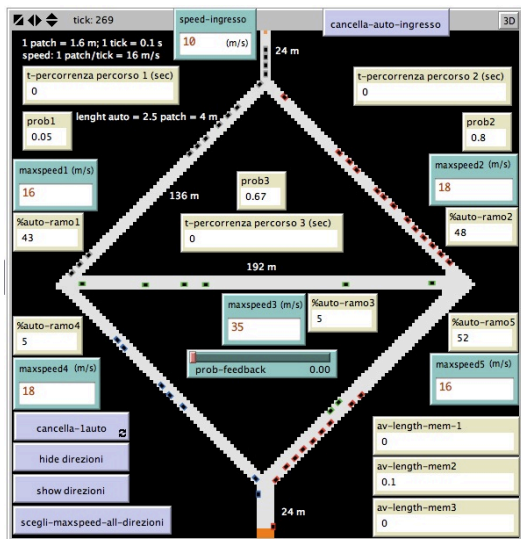 tick: 269
speed-ingresso
10 (m/s)
cancella-auto-ingresso
3D
1 patch = 1.6 m; 1 tick = 0.1 s
speed: 1 patch/tick = 16 m/s
24 m
t-percorrenza percorso 1 (sec)
0
t-percorrenza percorso 2 (sec)
0
prob1
0.05
lenght auto = 2.5 patch = 4 m
prob2
0.8
maxspeed1 (m/s)
16
136 m
prob3
0.67
maxspeed2 (m/s)
18
%auto-ramo1
43
t-percorrenza percorso 3 (sec)
0
%auto-ramo2
48
192 m
maxspeed3 (m/s)
35
%auto-ramo3
5
%auto-ramo4
5
%auto-ramo5
52
maxspeed4 (m/s)
18
prob-feedback 0.00
maxspeed5 (m/s)
16
cancella-1auto
av-length-mem-1
0
hide direzioni
av-length-mem2
0.1
show direzioni
av-length-mem3
0
scegli-maxspeed-all-direzioni
24 m